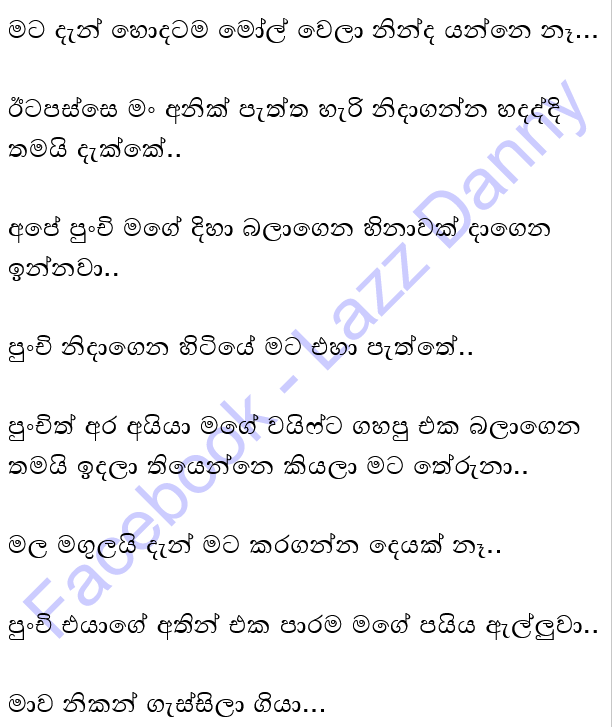 මට දැන් හොදටම මෝල් වෙලා නින්ද යන්නෙ නෑ...
ඊටපස්සෙ මං අනික් පැත්ත හැරි නිදාගන්න හදද්දි
තමයි දැක්කේ..
අපේ පුංචි මගේ දිහා බලාගෙන හිනාවක් දාගෙන
ඉන්නවා..
පුංචි නිදාගෙන හිටියේ මට එහා පැත්තේ..
පුංචිත් අර අයියා මගේ වයිෆ්ට ගහපු එක බලාගෙන
තමයි ඉදලා තියෙන්නෙ කියලා මට තේරුනා..
මල මගුලයි දැන් මට කරගන්න දෙයක් නෑ..
පුංචි එයාගේ අතින් එක පාරම මගේ පයිය ඇල්ලුවා..
මාව නිකන් ගැස්සිලා ගියා...
Facebook - Lazz Danny